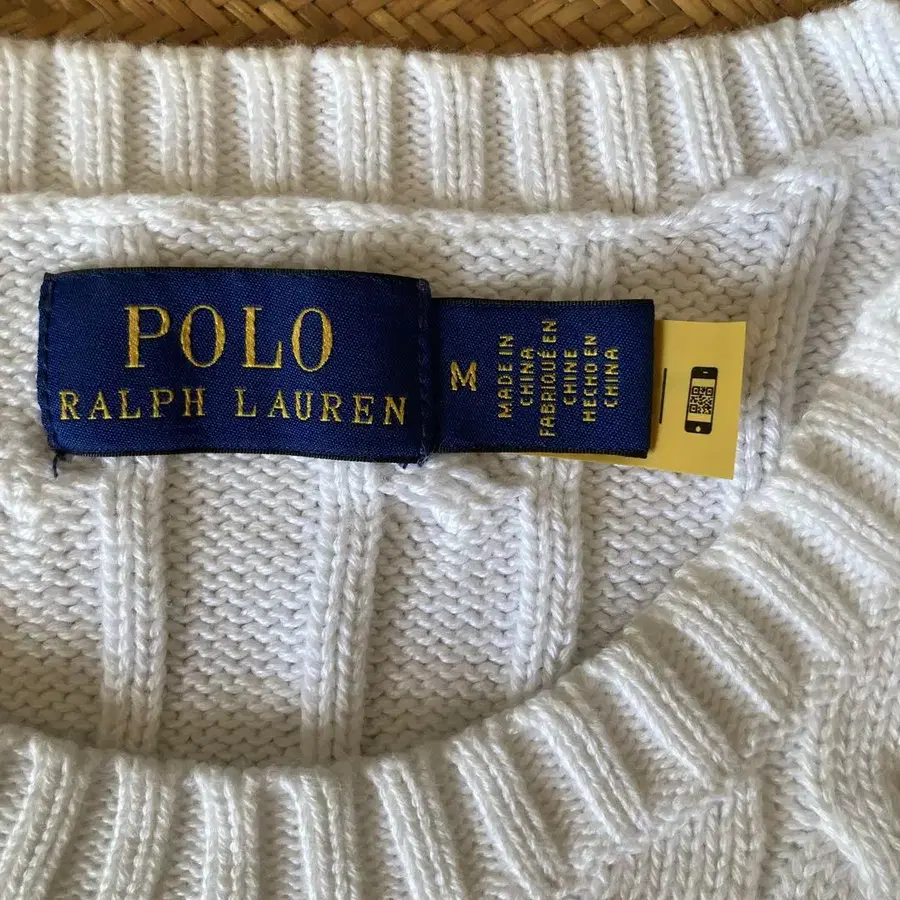 POLO
RALPH LAUREN
M
MADE IN
CHINA
FABRIQUÉ EN
CHINE
HECHO EN
CHINA